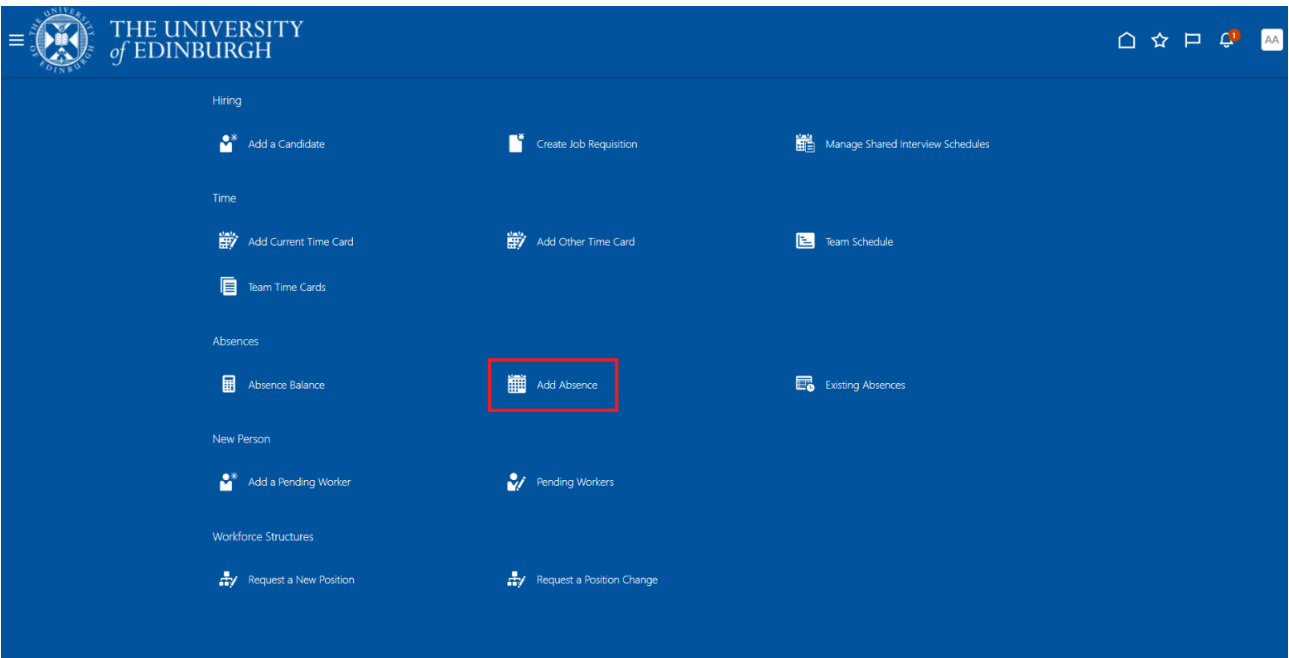 THE UNIVERSITY
of EDINBURGH
1
AA
Hiring
Add a Candidate
Create Job Requisition
Manage Shared Interview Schedules
Time
Add Current Time Card
Add Other Time Card
Team Schedule
Team Time Cards
Absences
Absence Balance
Add Absence
Existing Absences
New Person
Add a Pending Worker
Pending Workers
Workforce Structures
Request a New Position
Request a Position Change